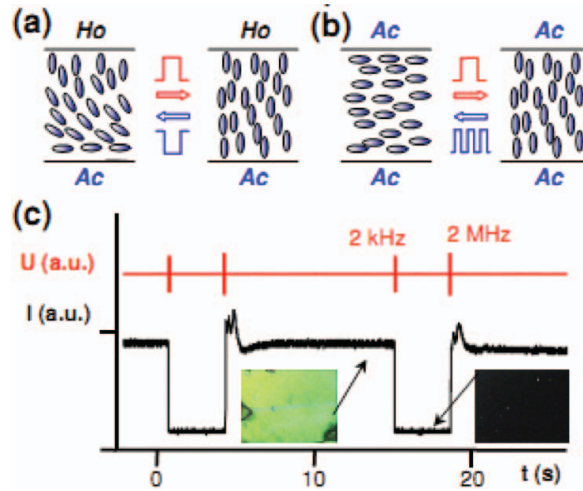 (a) Ho Ho (b) Ac Ac
Ac Ac Ac Ac
(c)
2 kHz 2 MHz
U (a.u.)
I (a.u.)
0 10 20 t (s)